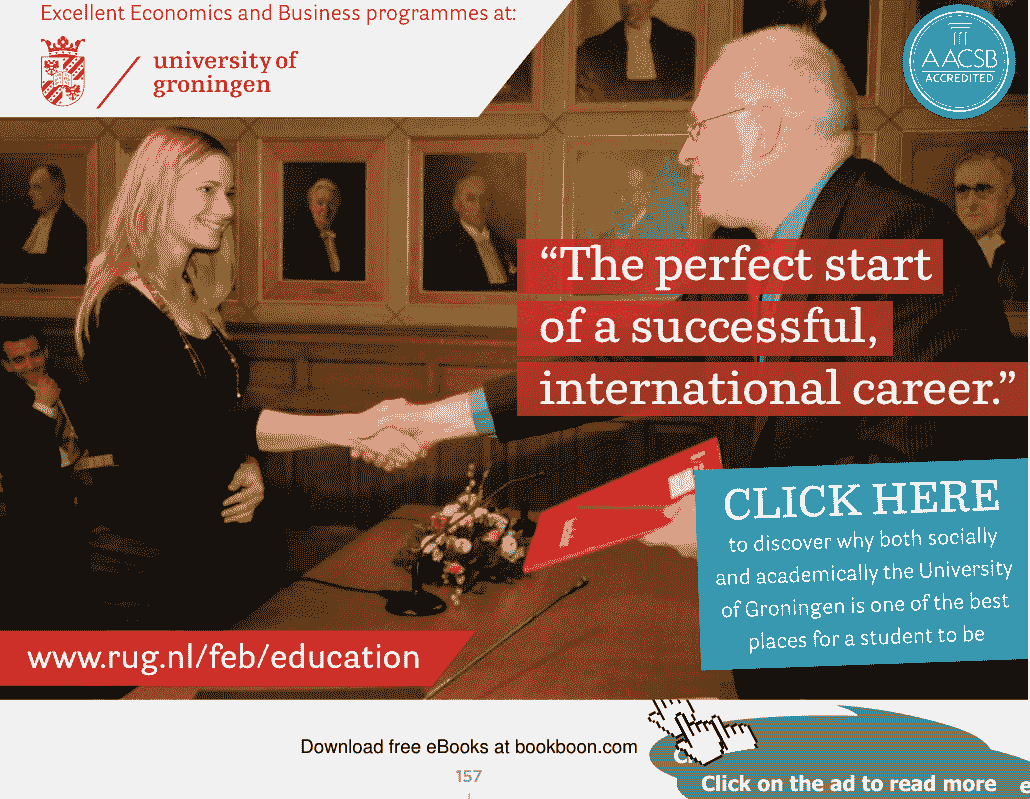 Excellent Economics and Business programmes at:
university of
groningen
AACSB
ACCREDITED
“The perfect start
of a successful,
international career.”
CLICK HERE
to discover why both socially
and academically the University
of Groningen is one of the best
places for a student to be
www.rug.nl/feb/education
Download free eBooks at bookboon.com
157
Click on the ad to read more